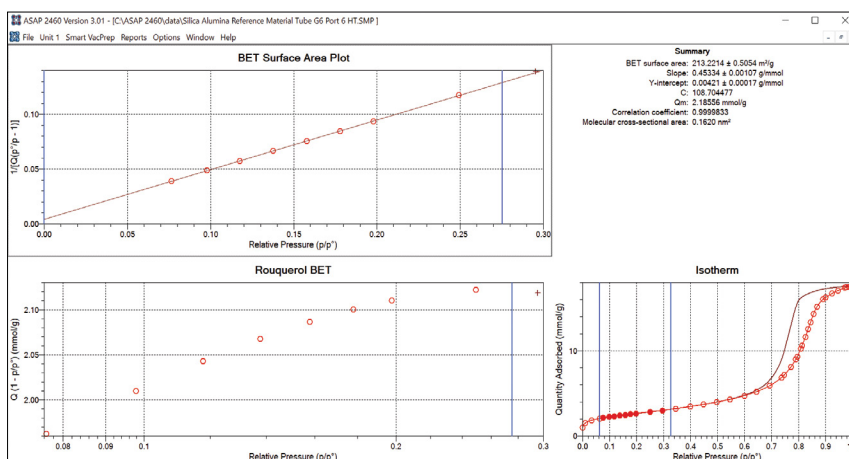 ASAP 2460 Version 3.01 - [C:\ASAP 2460\data\Silica Alumina Reference Material Tube G6 Port 6 HT.SMP ]
File Unit 1 Smart VacPrep Reports Options Window Help
BET Surface Area Plot
1/[Q(p°/p - 1)]
0.10
0.05
0.00
0.00 0.05 0.10 0.15 0.20 0.25 0.30
Relative Pressure (p/p°)
Summary
BET surface area: 213.2214 ± 0.5054 m²/g
Slope: 0.45334 ± 0.00107 g/mmol
Y-intercept: 0.00421 ± 0.00017 g/mmol
C: 108.704477
Qm: 2.18556 mmol/g
Correlation coefficient: 0.9999833
Molecular cross-sectional area: 0.1620 nm²
Rouquerol BET
Q (1 - p/p°) (mmol/g)
2.10
2.05
2.00
0.08 0.09 0.1 0.2 0.3
Relative Pressure (p/p°)
Isotherm
Quantity Adsorbed (mmol/g)
10
0
0.0 0.1 0.2 0.3 0.4 0.5 0.6 0.7 0.8 0.9
Relative Pressure (p/p°)